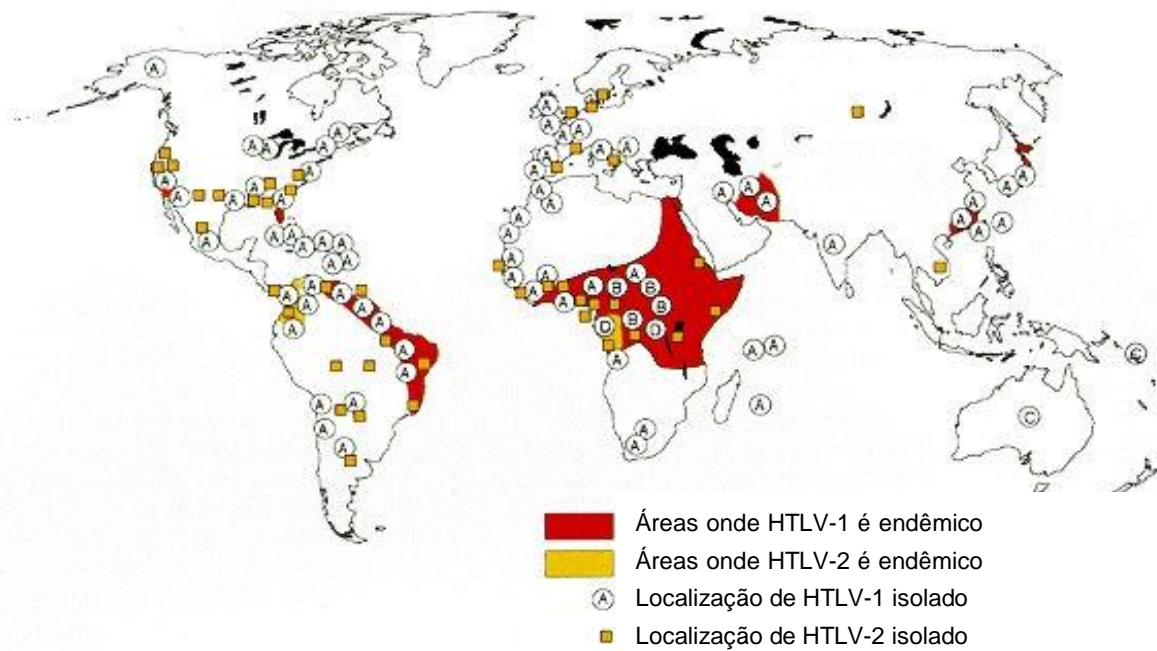 Áreas onde HTLV-1 é endêmico
Áreas onde HTLV-2 é endêmico
A Localização de HTLV-1 isolado
Localização de HTLV-2 isolado